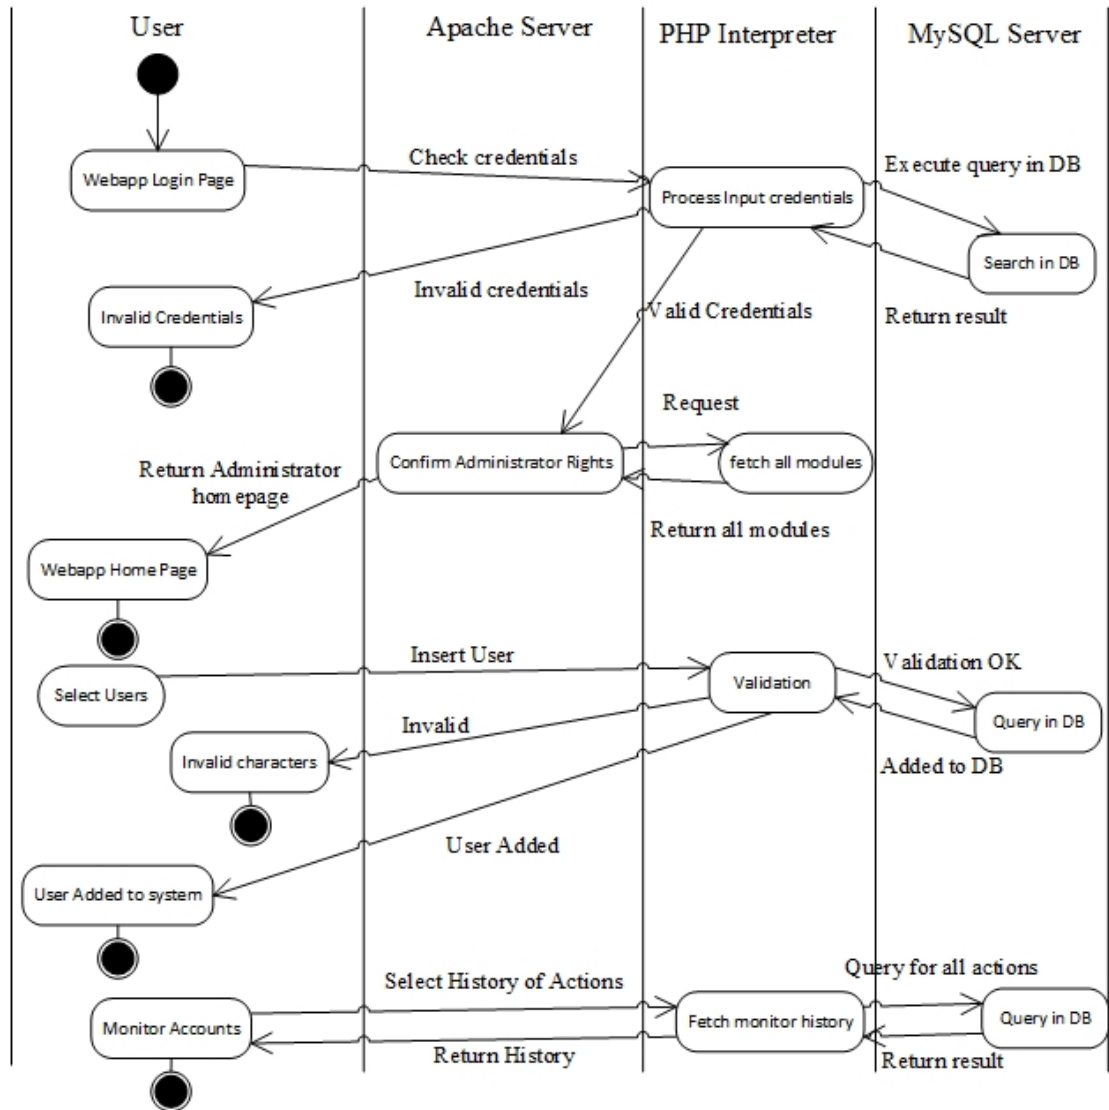 User
Apache Server
PHP Interpreter
MySQL Server
Check credentials
Execute query in DB
Webapp Login Page
Process Input credentials
Search in DB
Invalid credentials
Invalid Credentials
Valid Credentials
Return result
Request
Return Administrator
homepage
Confirm Administrator Rights
fetch all modules
Return all modules
Webapp Home Page
Insert User
Validation OK
Select Users
Validation
Query in DB
Invalid
Invalid characters
Added to DB
User Added
User Added to system
Select History of Actions
Query for all actions
Monitor Accounts
Fetch monitor history
Query in DB
Return History
Return result